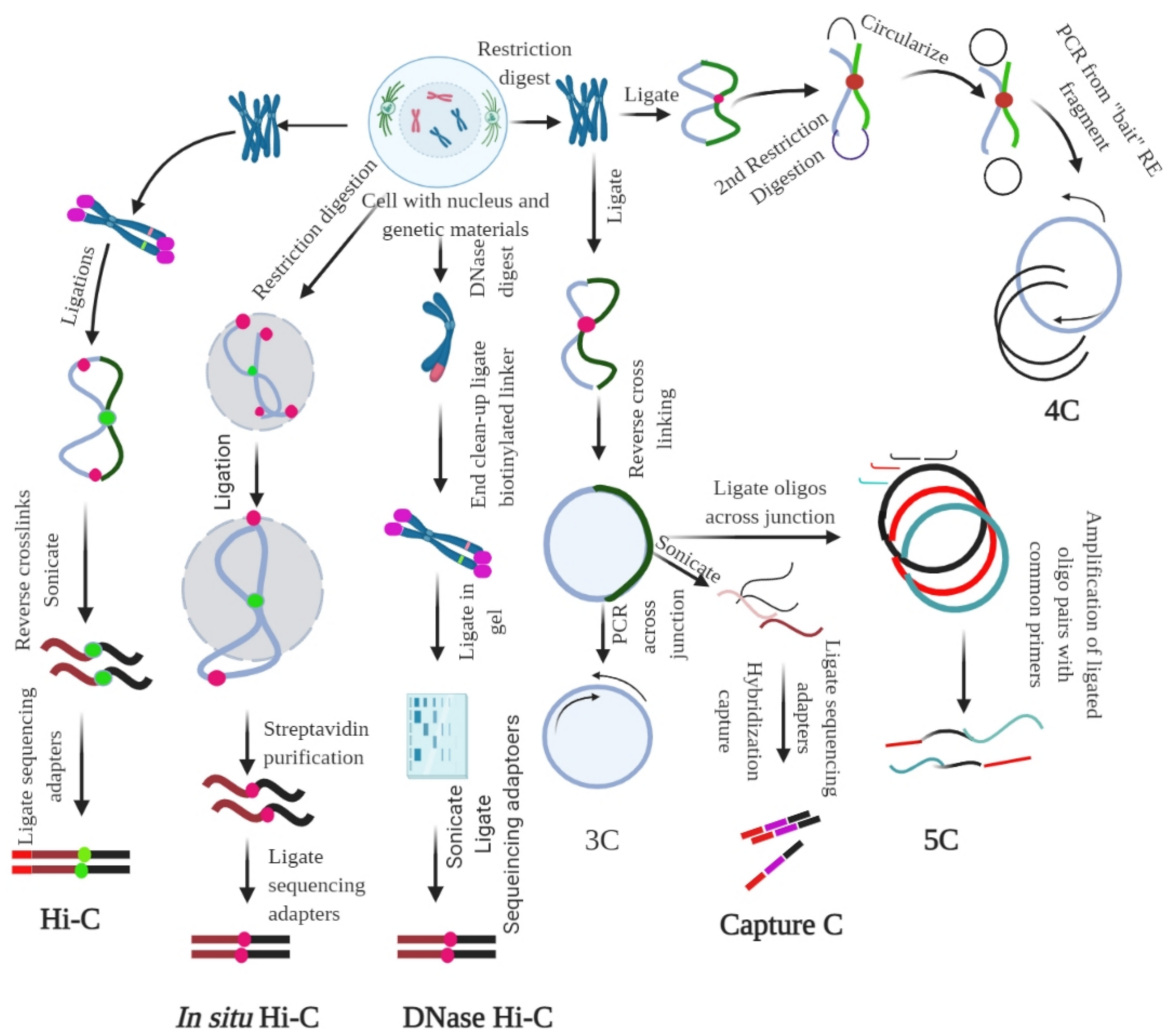 Restriction
digest
Ligate
Circularize
PCR from "bait" RE
fragment
2nd Restriction
Digestion
4C
Cell with nucleus and
genetic materials
Restriction digestion
DNase
digest
Ligate
Ligations
End clean-up ligate
biotinylated linker
Reverse cross
linking
Ligation
Ligate oligos
across junction
Sonicate
Amplification of ligated
oligo pairs with
common primers
5C
Reverse crosslinks
Sonicate
Ligate in
gel
PCR
across
junction
Ligate sequencing
adapters
Hybridization
capture
Streptavidin
purification
Ligate sequencing
adapters
Sonicate
Ligate
Sequeincing adaptoers
3C
Capture C
Ligate
sequencing
adapters
Hi-C
In situ Hi-C
DNase Hi-C